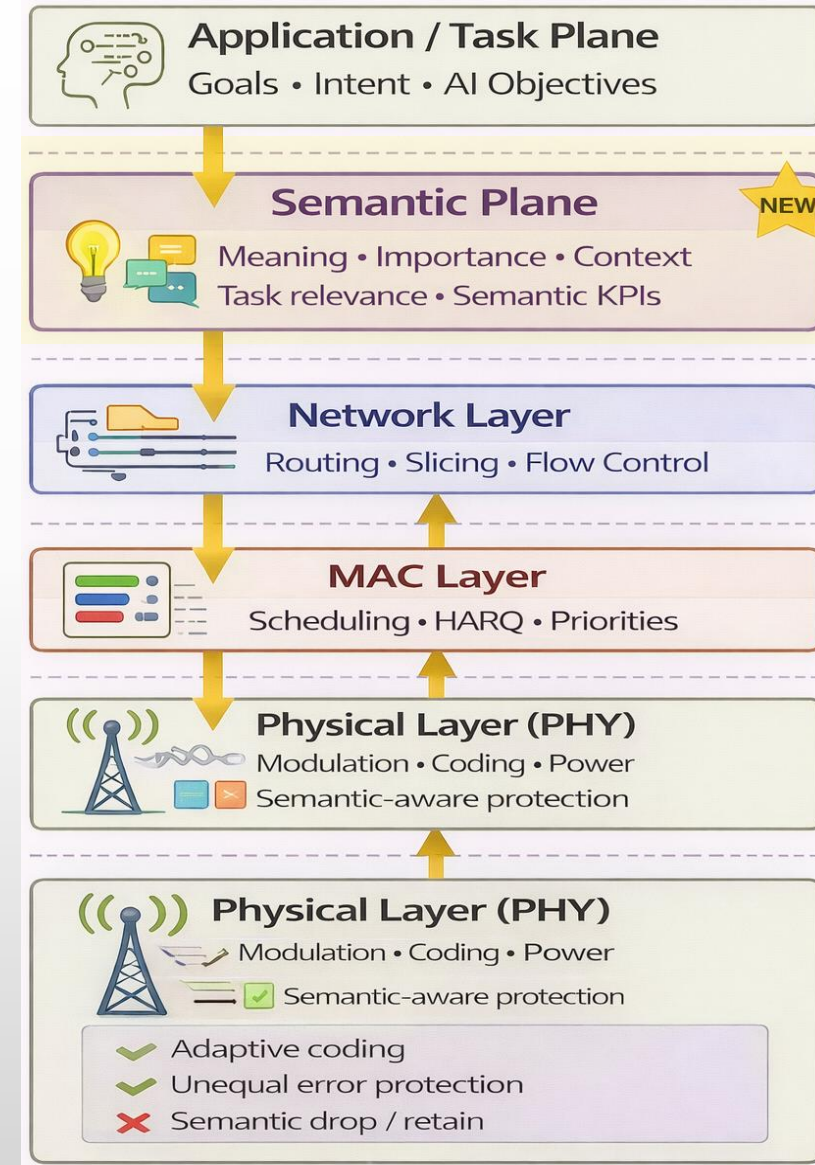 Application / Task Plane
Goals • Intent • AI Objectives
Semantic Plane
NEW
Meaning • Importance • Context
Task relevance • Semantic KPIs
Network Layer
Routing • Slicing • Flow Control
MAC Layer
Scheduling • HARQ • Priorities
Physical Layer (PHY)
Modulation • Coding • Power
Semantic-aware protection
Physical Layer (PHY)
Modulation • Coding • Power
Semantic-aware protection
Adaptive coding
Unequal error protection
Semantic drop / retain